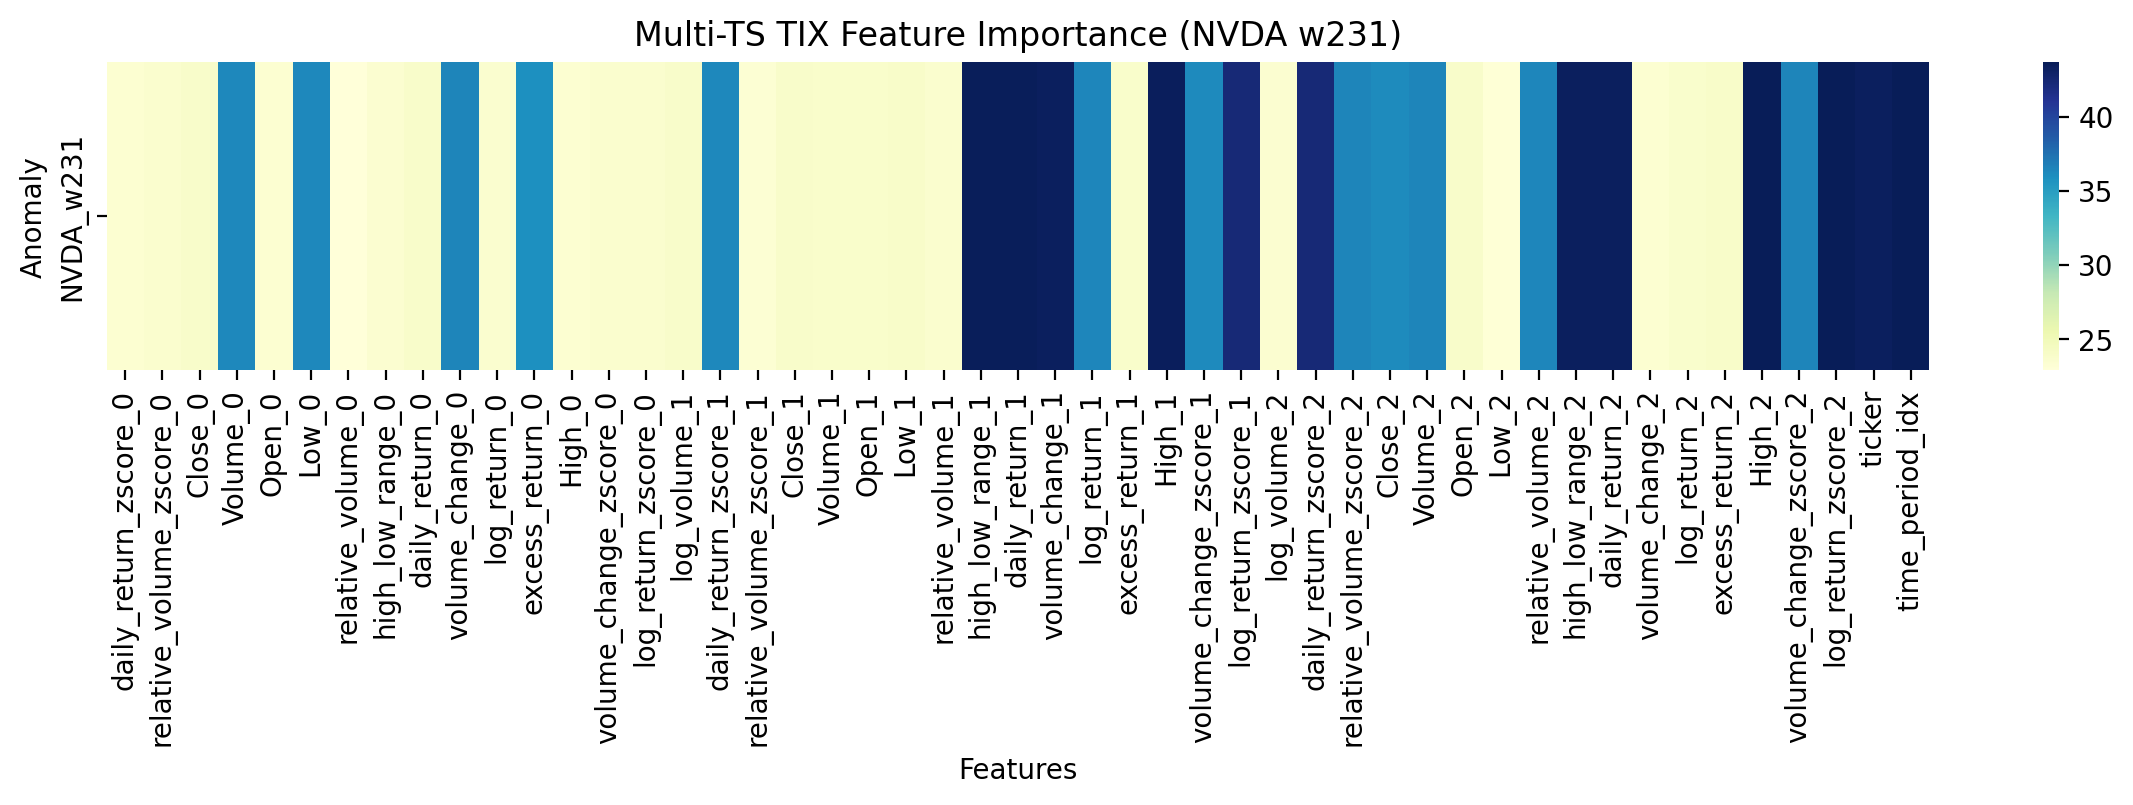 Multi-TS TIX Feature Importance (NVDA w231)
Anomaly
NVDA_w231
40
35
30
25
daily_return_zscore_0
relative_volume_zscore_0
Close_0
Volume_0
Open_0
Low_0
relative_volume_0
high_low_range_0
daily_return_0
volume_change_0
log_return_0
excess_return_0
High_0
volume_change_zscore_0
log_return_zscore_0
log_volume_1
daily_return_zscore_1
relative_volume_zscore_1
Close_1
Volume_1
Open_1
Low_1
relative_volume_1
high_low_range_1
daily_return_1
volume_change_1
log_return_1
excess_return_1
High_1
volume_change_zscore_1
log_return_zscore_1
log_volume_2
daily_return_zscore_2
relative_volume_zscore_2
Close_2
Volume_2
Open_2
Low_2
relative_volume_2
high_low_range_2
daily_return_2
volume_change_2
log_return_2
excess_return_2
High_2
volume_change_zscore_2
log_return_zscore_2
ticker
time_period_idx
Features